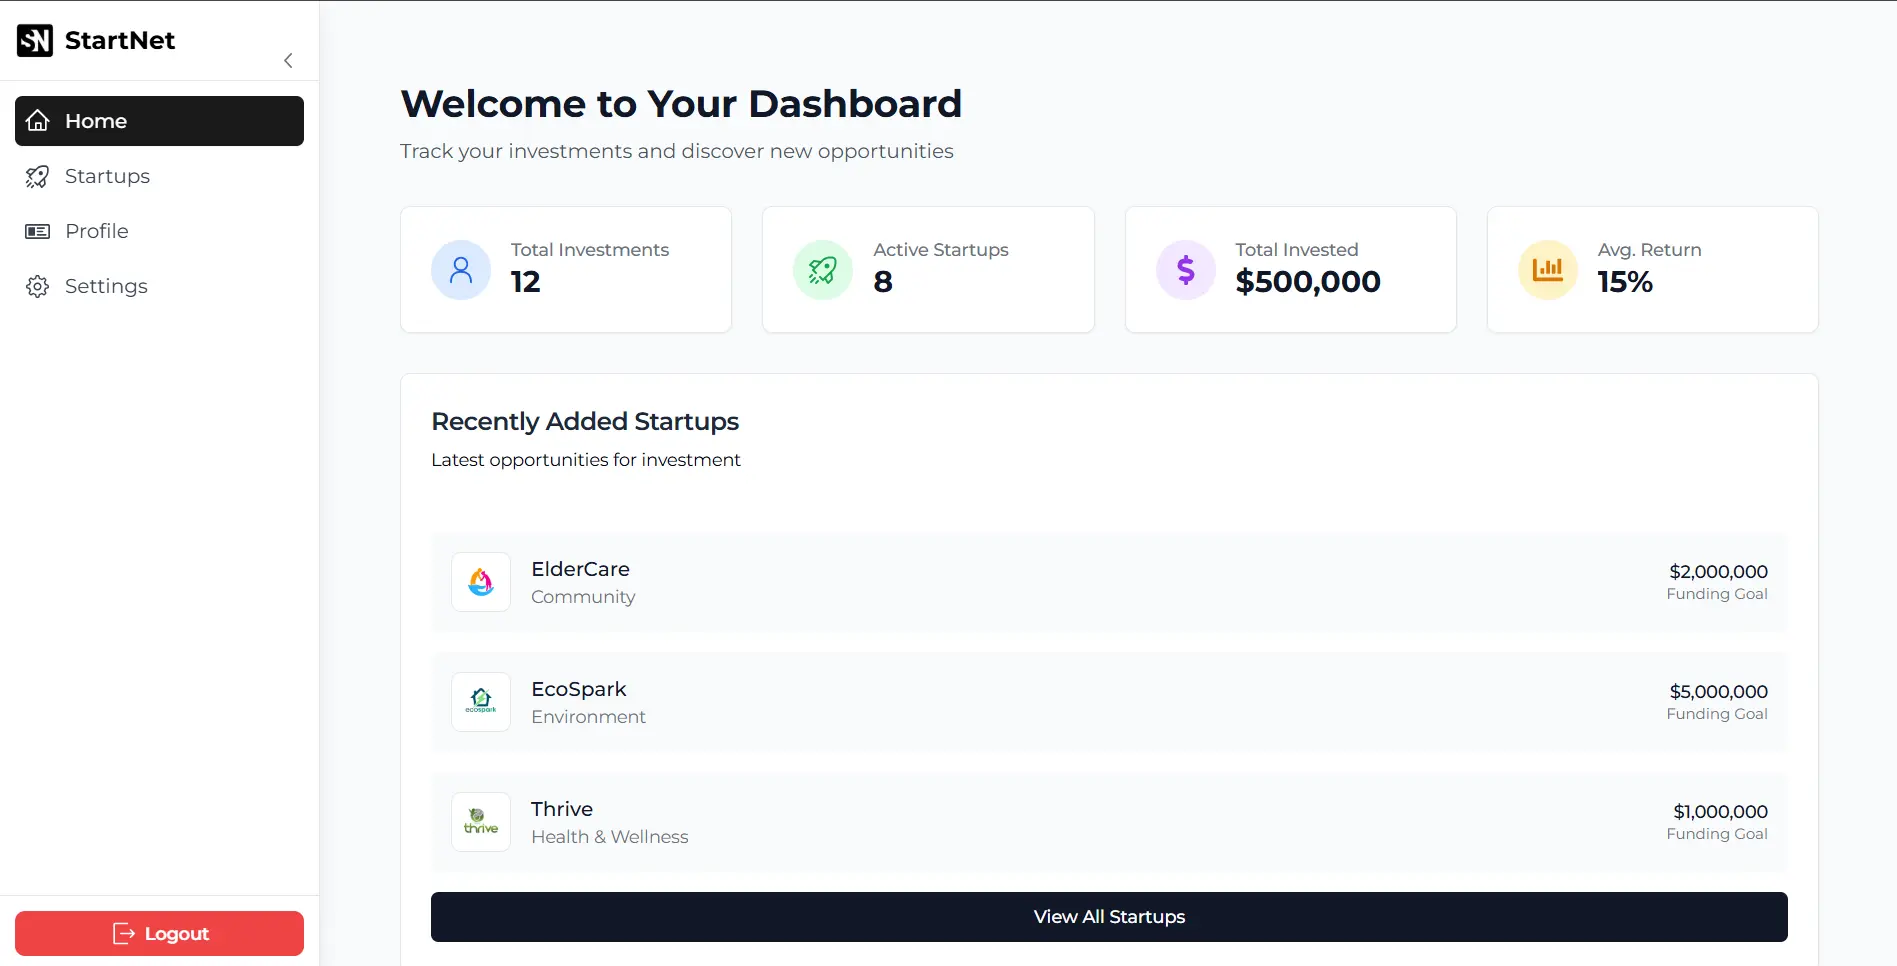 SN StartNet
Home
Startups
Profile
Settings
Logout
Welcome to Your Dashboard
Track your investments and discover new opportunities
Total Investments
12
Active Startups
8
Total Invested
$500,000
Avg. Return
15%
Recently Added Startups
Latest opportunities for investment
ElderCare
Community
$2,000,000
Funding Goal
ecospark
EcoSpark
Environment
$5,000,000
Funding Goal
thrive
Thrive
Health & Wellness
$1,000,000
Funding Goal
View All Startups